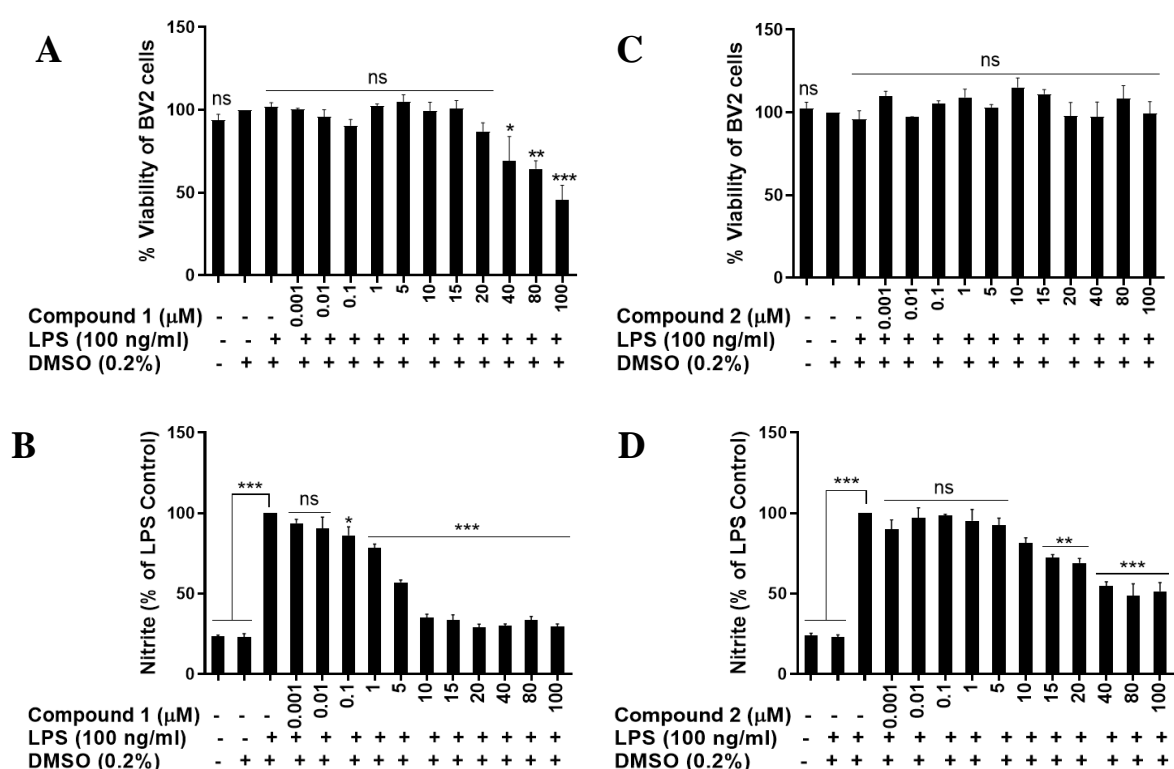 A
% Viability of BV2 cells
150
100
50
0
ns
ns
*
**
***
Compound 1 (μM) - - - 0.001 0.01 0.1 1 5 10 15 20 40 80 100
LPS (100 ng/ml) - - + + + + + + + + + + + +
DMSO (0.2%) - + + + + + + + + + + + + +
C
% Viability of BV2 cells
150
100
50
0
ns
ns
Compound 2 (μM) - - - 0.001 0.01 0.1 1 5 10 15 20 40 80 100
LPS (100 ng/ml) - - + + + + + + + + + + + +
DMSO (0.2%) - + + + + + + + + + + + + +
B
Nitrite (% of LPS Control)
150
100
50
0
***
ns
*
***
Compound 1 (μM) - - - 0.001 0.01 0.1 1 5 10 15 20 40 80 100
LPS (100 ng/ml) - - + + + + + + + + + + + +
DMSO (0.2%) - + + + + + + + + + + + + +
D
Nitrite (% of LPS Control)
150
100
50
0
***
ns
**
***
Compound 2 (μM) - - - 0.001 0.01 0.1 1 5 10 15 20 40 80 100
LPS (100 ng/ml) - + + + + + + + + + + + + +
DMSO (0.2%) - + + + + + + + + + + + + +